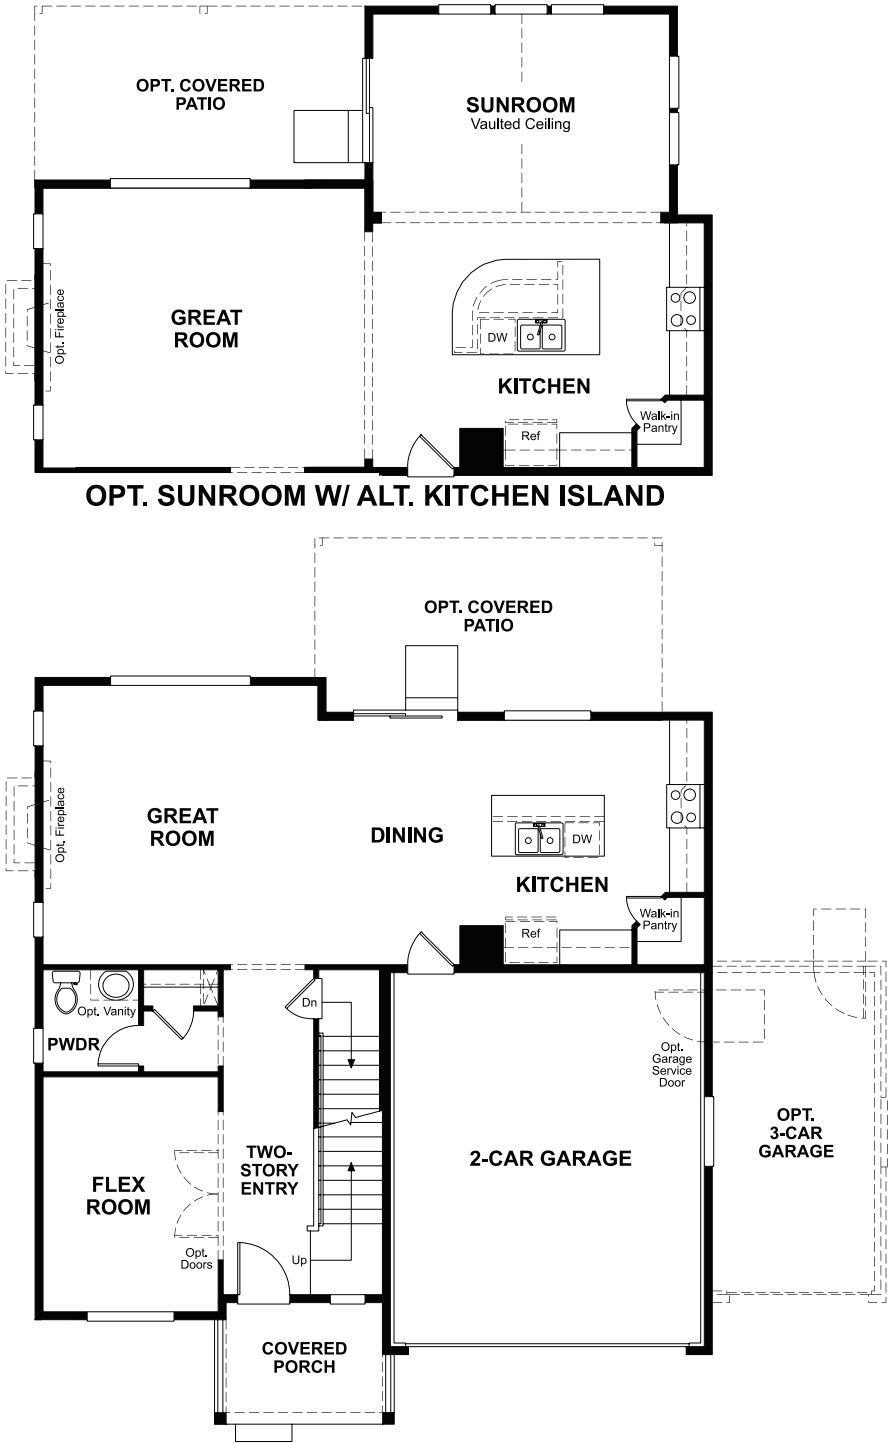 OPT. COVERED
PATIO
SUNROOM
Vaulted Ceiling
GREAT
ROOM
Opt. Fireplace
DW
KITCHEN
Ref
Walk-in
Pantry
OPT. SUNROOM W/ ALT. KITCHEN ISLAND
OPT. COVERED
PATIO
GREAT
ROOM
Opt. Fireplace
DINING
DW
KITCHEN
Ref
Walk-in
Pantry
Opt. Vanity
PWDR
Dn
Opt.
Garage
Service
Door
OPT.
3-CAR
GARAGE
2-CAR GARAGE
TWO-
STORY
ENTRY
FLEX
ROOM
Opt.
Doors
Up
COVERED
PORCH